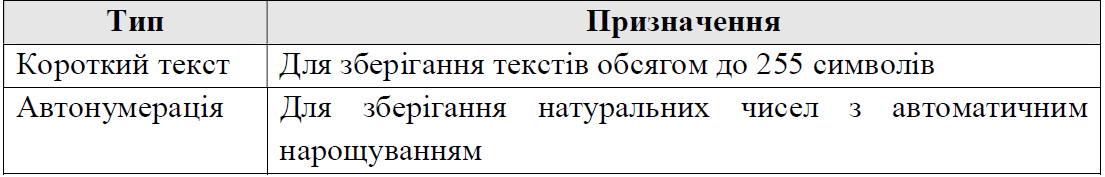 Тип Призначення
Короткий текст Для зберігання текстів обсягом до 255 символів
Автонумерація Для зберігання натуральних чисел з автоматичним
нарощуванням